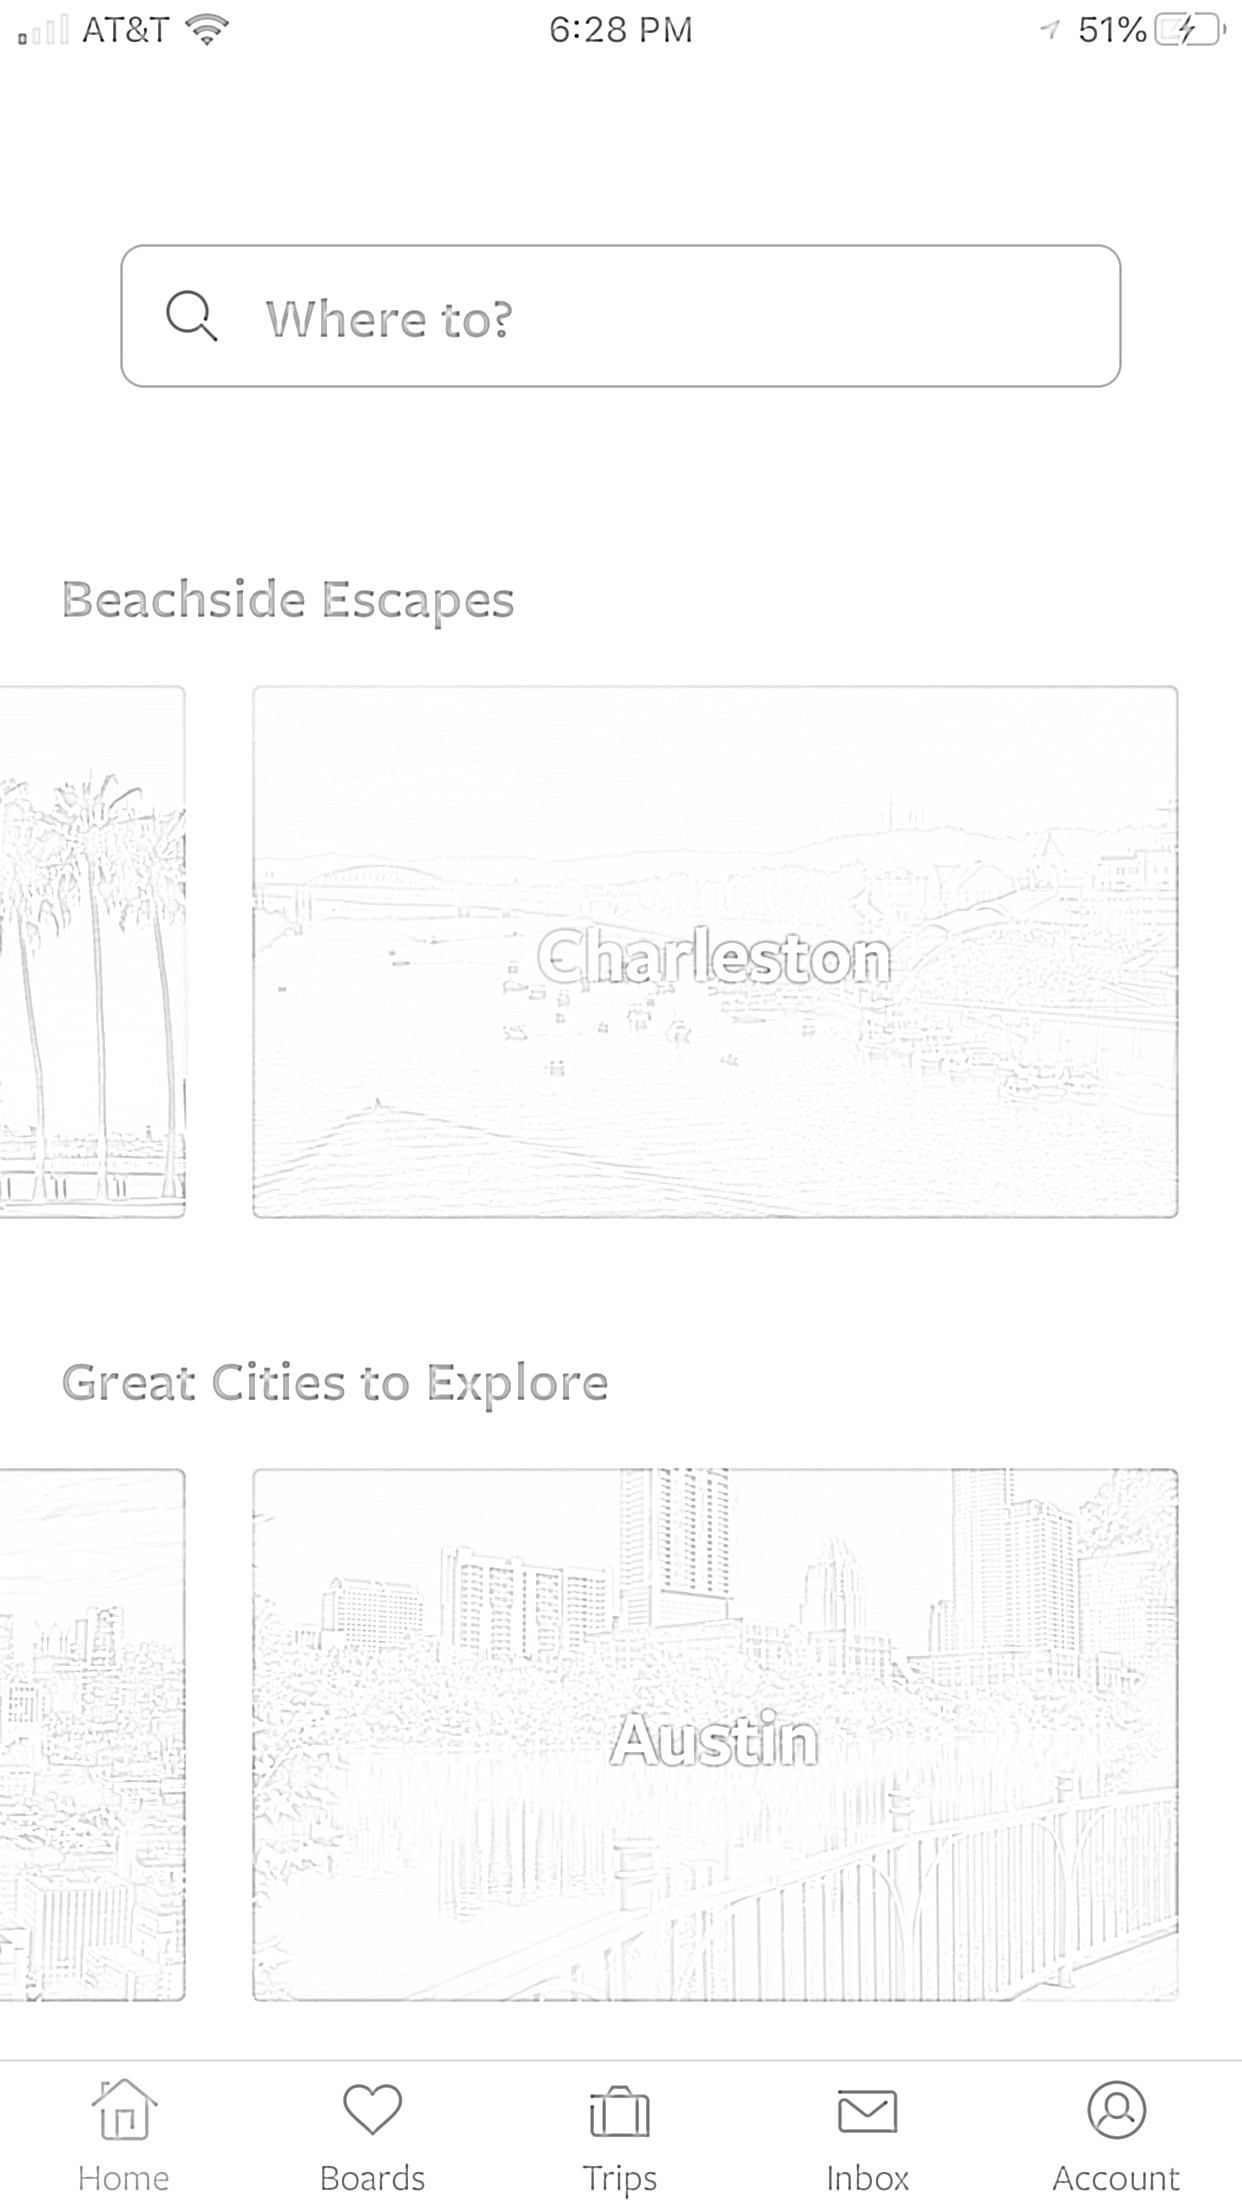 AT&T 6:28 PM 51%
Where to?
Beachside Escapes
Charleston
Great Cities to Explore
Austin
Home Boards Trips Inbox Account